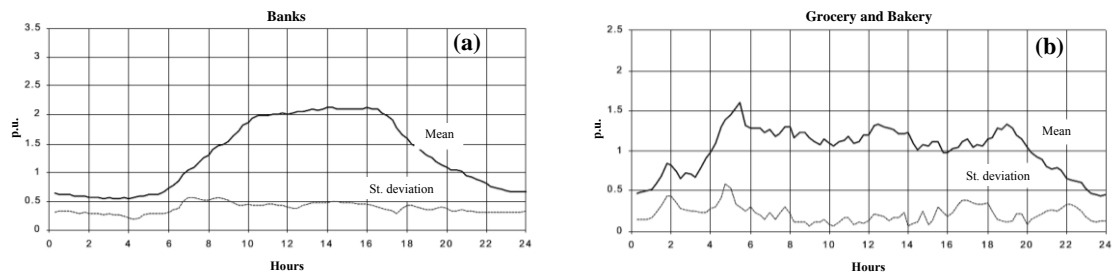 Banks
(a)
3.5
3
2.5
2
1.5
1
0.5
0
p.u.
Mean
St. deviation
0 2 4 6 8 10 12 14 16 18 20 22 24
Hours
Grocery and Bakery
(b)
2.5
2
1.5
1
0.5
0
p.u.
Mean
St. deviation
0 2 4 6 8 10 12 14 16 18 20 22 24
Hours